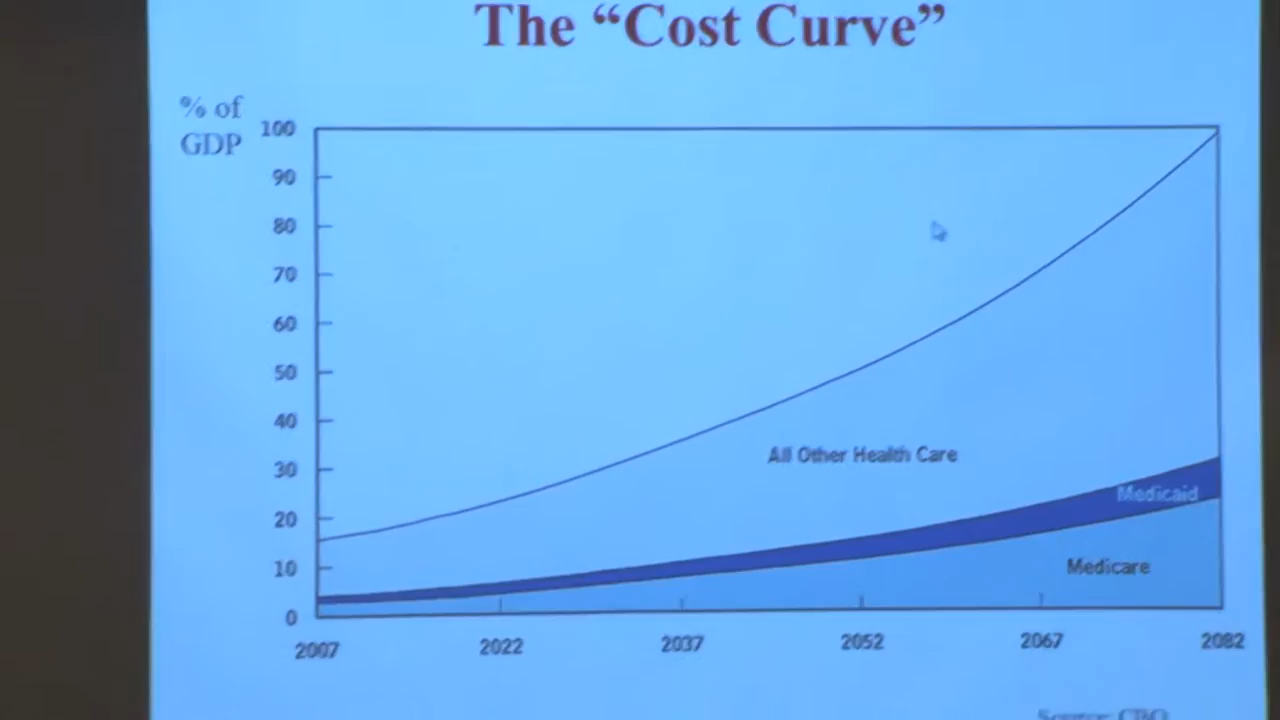 The “Cost Curve”
% of
GDP
100
90
80
70
60
50
40
30
20
10
0
All Other Health Care
Medicaid
Medicare
2007 2022 2037 2052 2067 2082
Source: CBO